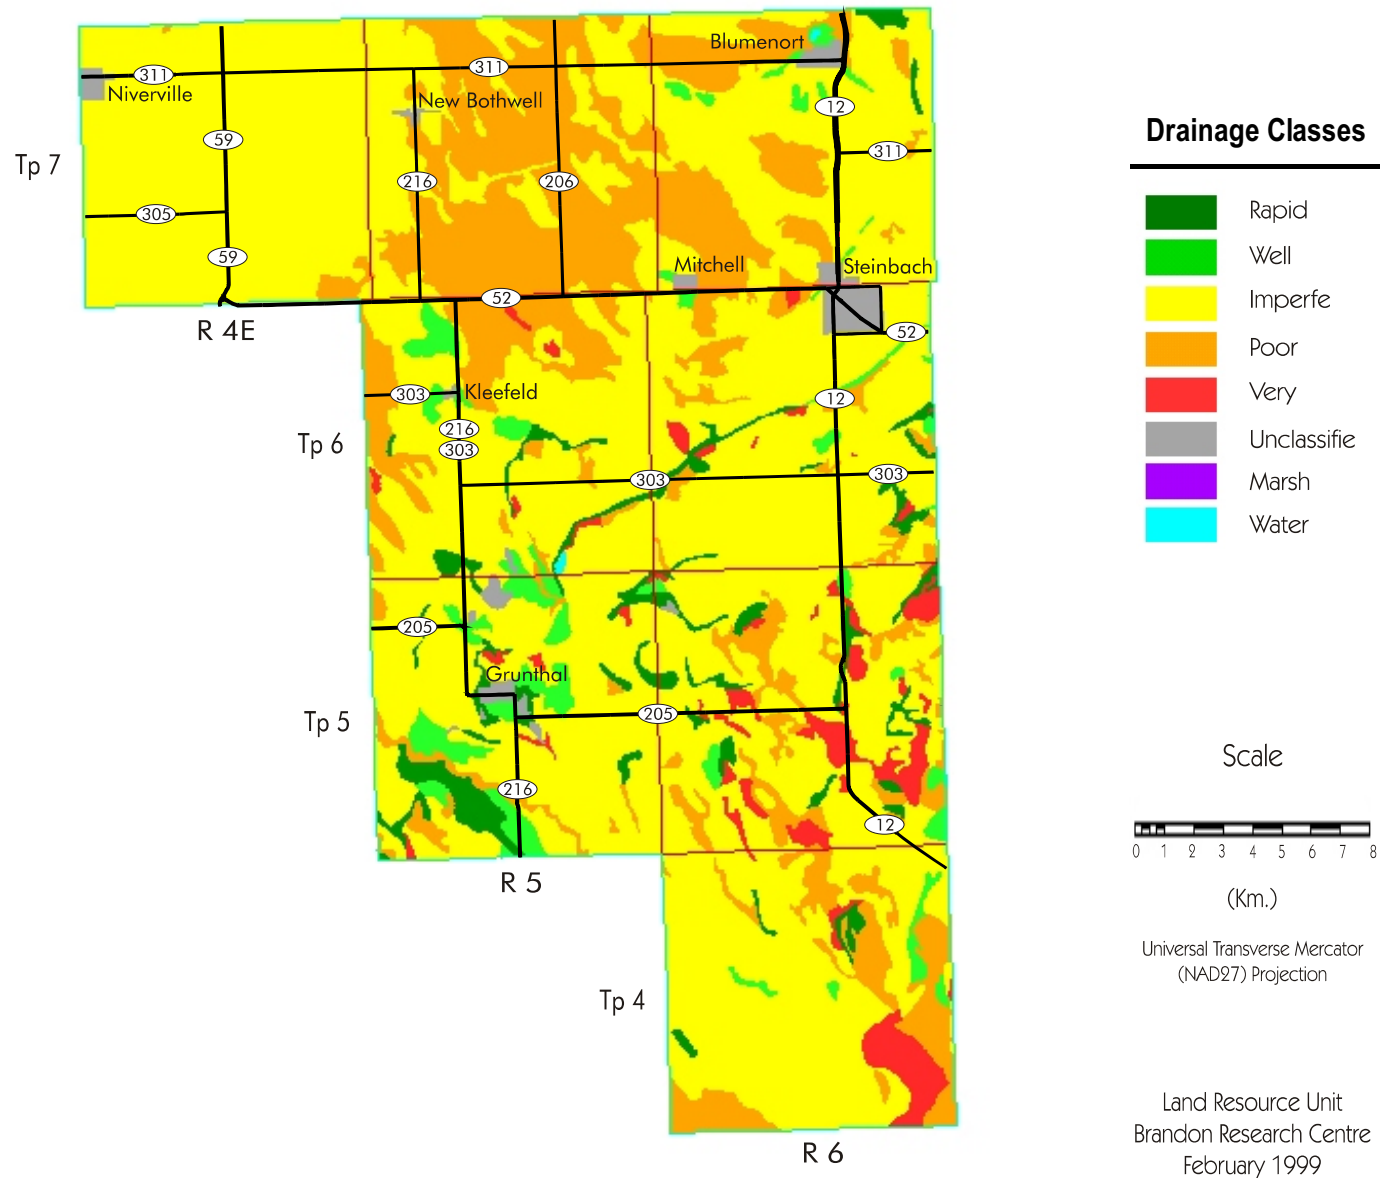 Blumenort
311
311
Niverville
New Bothwell
12
Drainage Classes
59
311
Tp 7
216
206
Rapid
305
Well
59
Mitchell
Steinbach
Imperfe
52
R 4E
52
Poor
303
Kleefeld
12
Very
216
Tp 6
303
Unclassifie
303
303
Marsh
Water
205
Grunthal
205
Tp 5
Scale
216
12
0 1 2 3 4 5 6 7 8
R 5
(Km.)
Universal Transverse Mercator
(NAD27) Projection
Tp 4
Land Resource Unit
Brandon Research Centre
R 6
February 1999